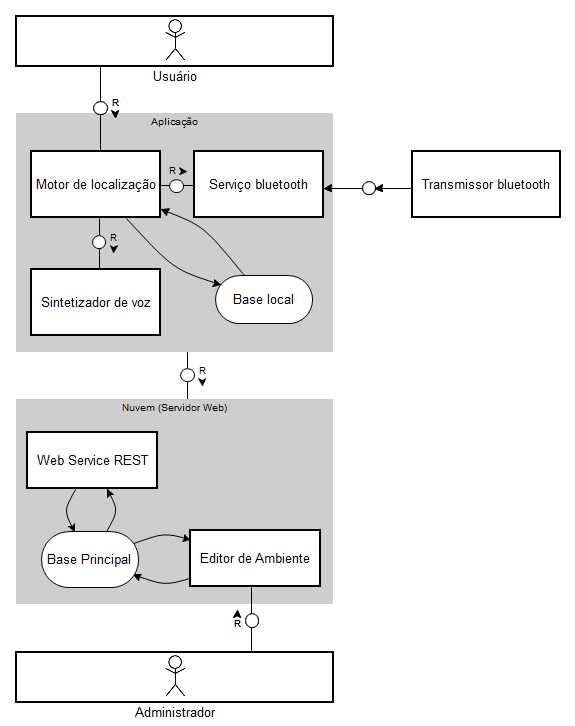 Usuário
R
Aplicação
Motor de localização
R
Serviço bluetooth
Transmissor bluetooth
R
Sintetizador de voz
Base local
R
Nuvem (Servidor Web)
Web Service REST
Base Principal
Editor de Ambiente
R
Administrador